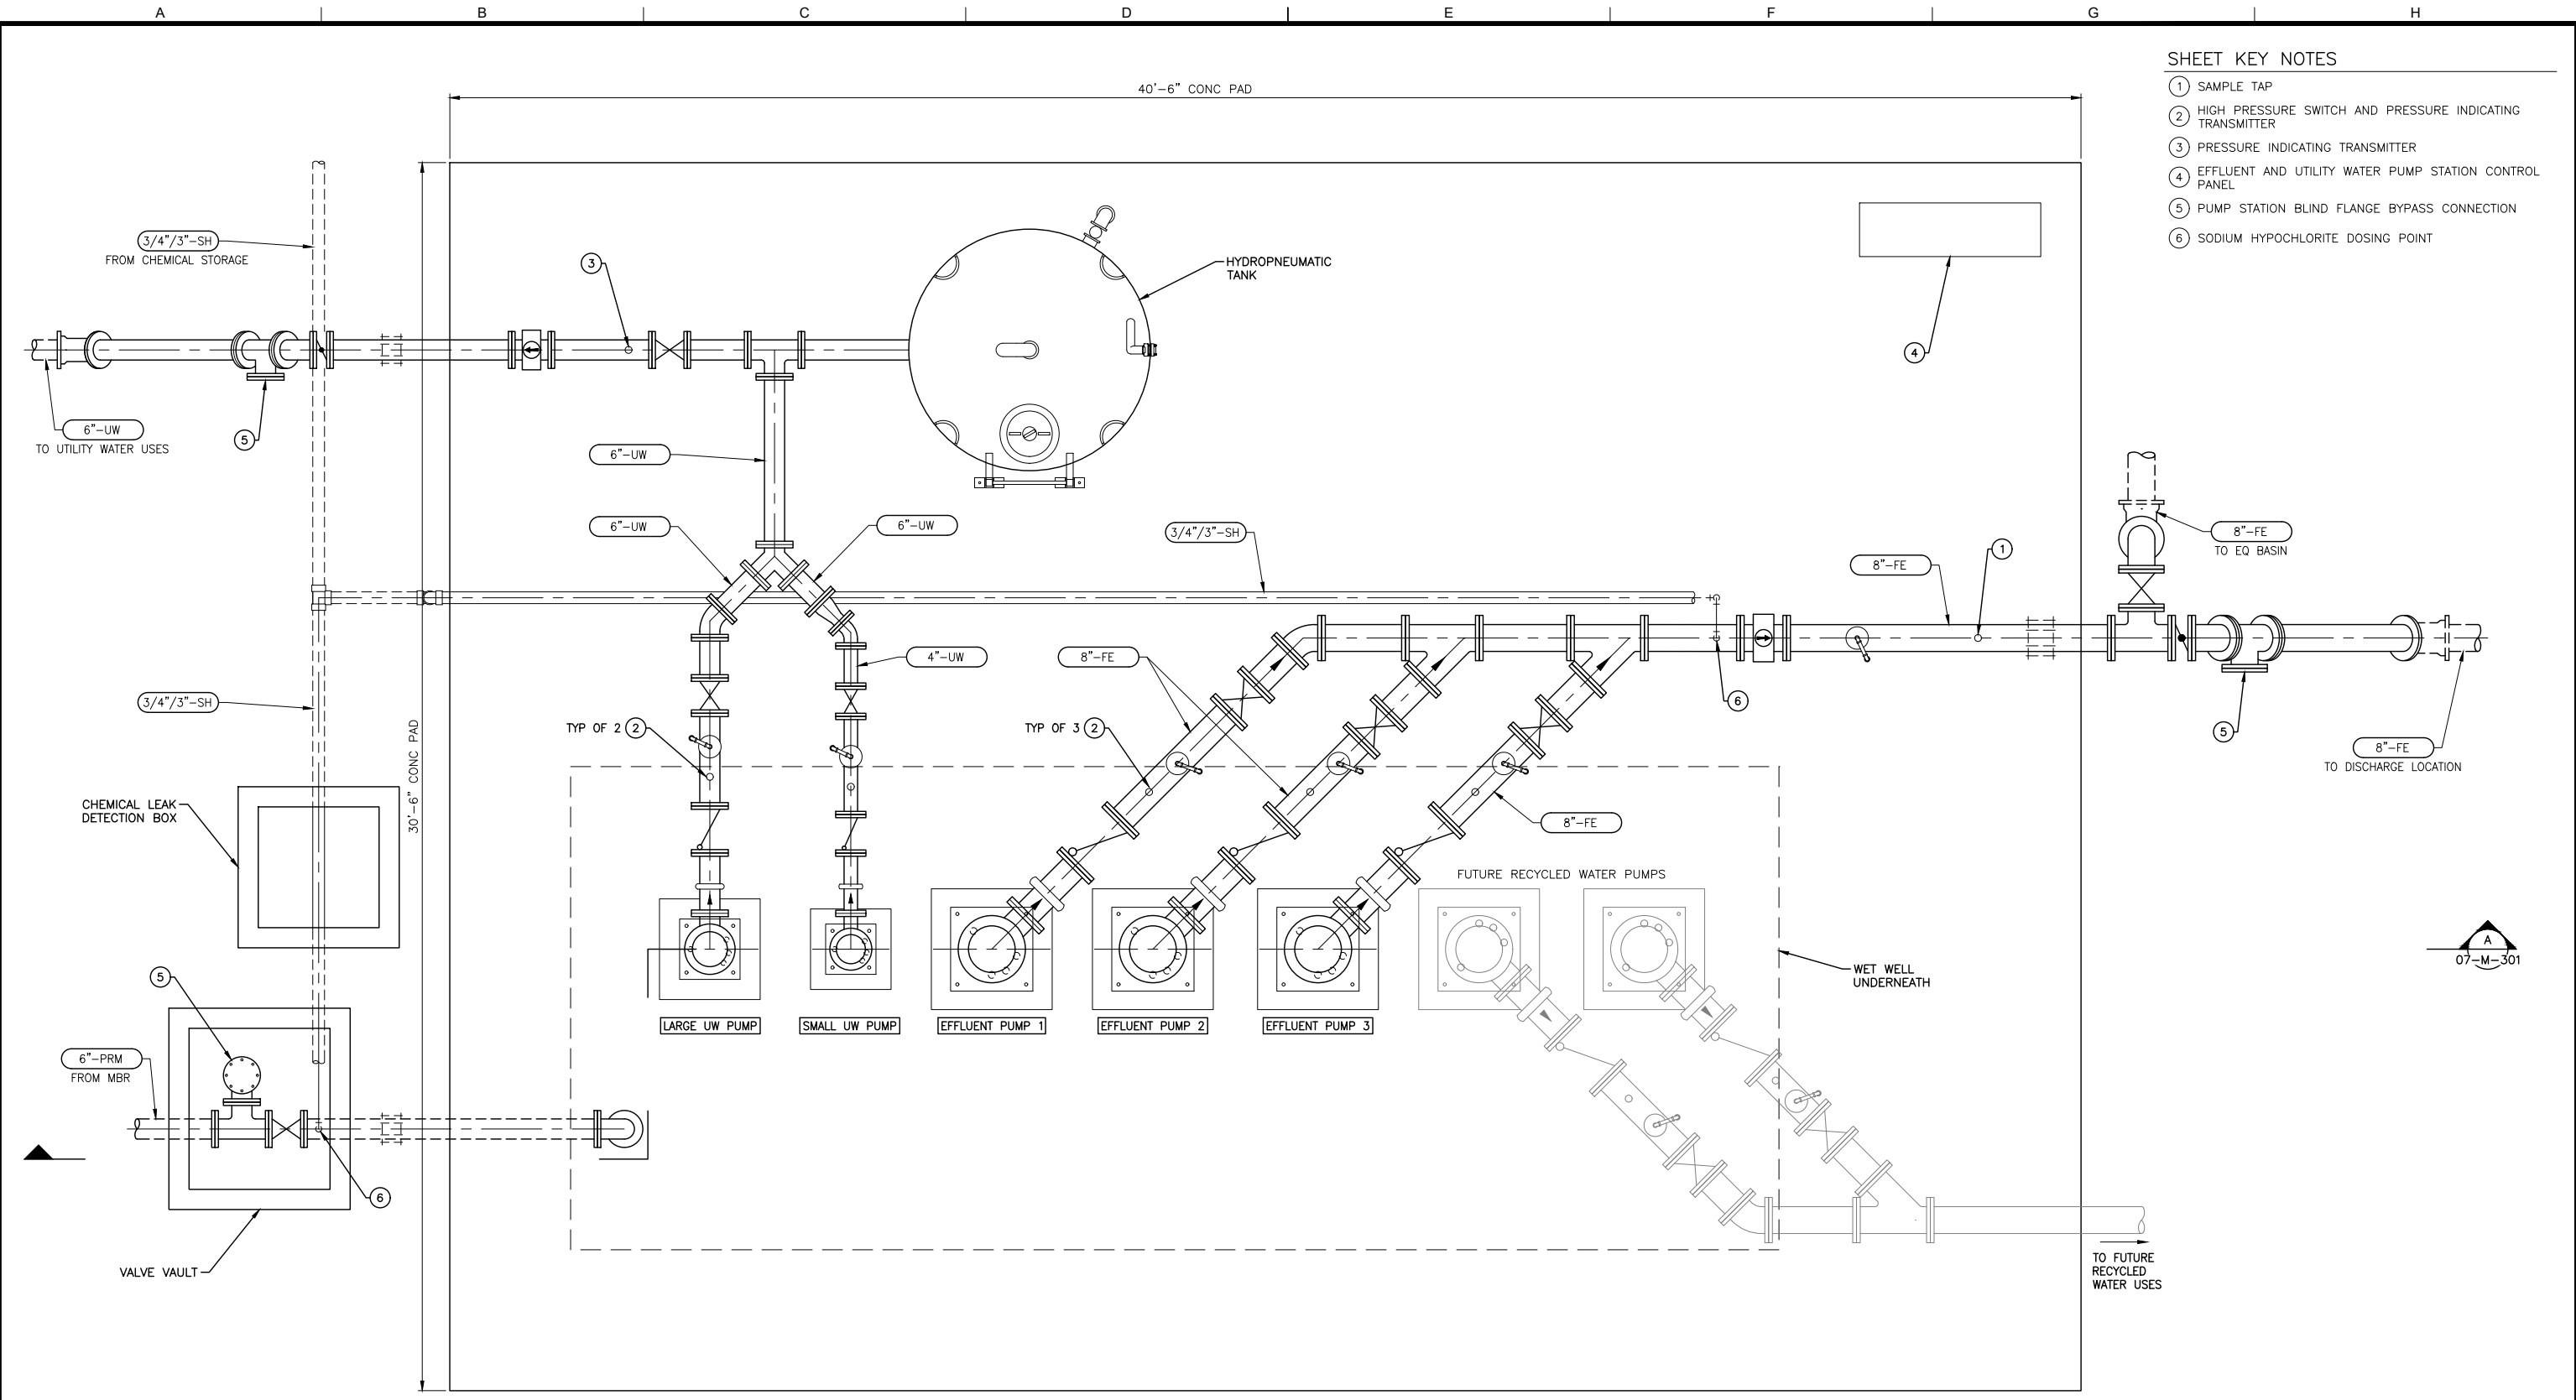 A B C D E F G H
SHEET KEY NOTES
1 SAMPLE TAP
2 HIGH PRESSURE SWITCH AND PRESSURE INDICATING
TRANSMITTER
3 PRESSURE INDICATING TRANSMITTER
4 EFFLUENT AND UTILITY WATER PUMP STATION CONTROL
PANEL
5 PUMP STATION BLIND FLANGE BYPASS CONNECTION
6 SODIUM HYPOCHLORITE DOSING POINT
40'-6" CONC PAD
3/4"/3"-SH
FROM CHEMICAL STORAGE
3
HYDROPNEUMATIC
TANK
4
6"-UW
TO UTILITY WATER USES
5
6"-UW
6"-UW
6"-UW
3/4"/3"-SH
8"-FE
1
8"-FE
TO EQ BASIN
4"-UW
8"-FE
3/4"/3"-SH
6
TYP OF 2 2
TYP OF 3 2
5
8"-FE
TO DISCHARGE LOCATION
30'-6" CONC PAD
CHEMICAL LEAK
DETECTION BOX
8"-FE
FUTURE RECYCLED WATER PUMPS
A
07-M-301
WET WELL
UNDERNEATH
5
LARGE UW PUMP
SMALL UW PUMP
EFFLUENT PUMP 1
EFFLUENT PUMP 2
EFFLUENT PUMP 3
6"-PRM
FROM MBR
6
VALVE VAULT
TO FUTURE
RECYCLED
WATER USES